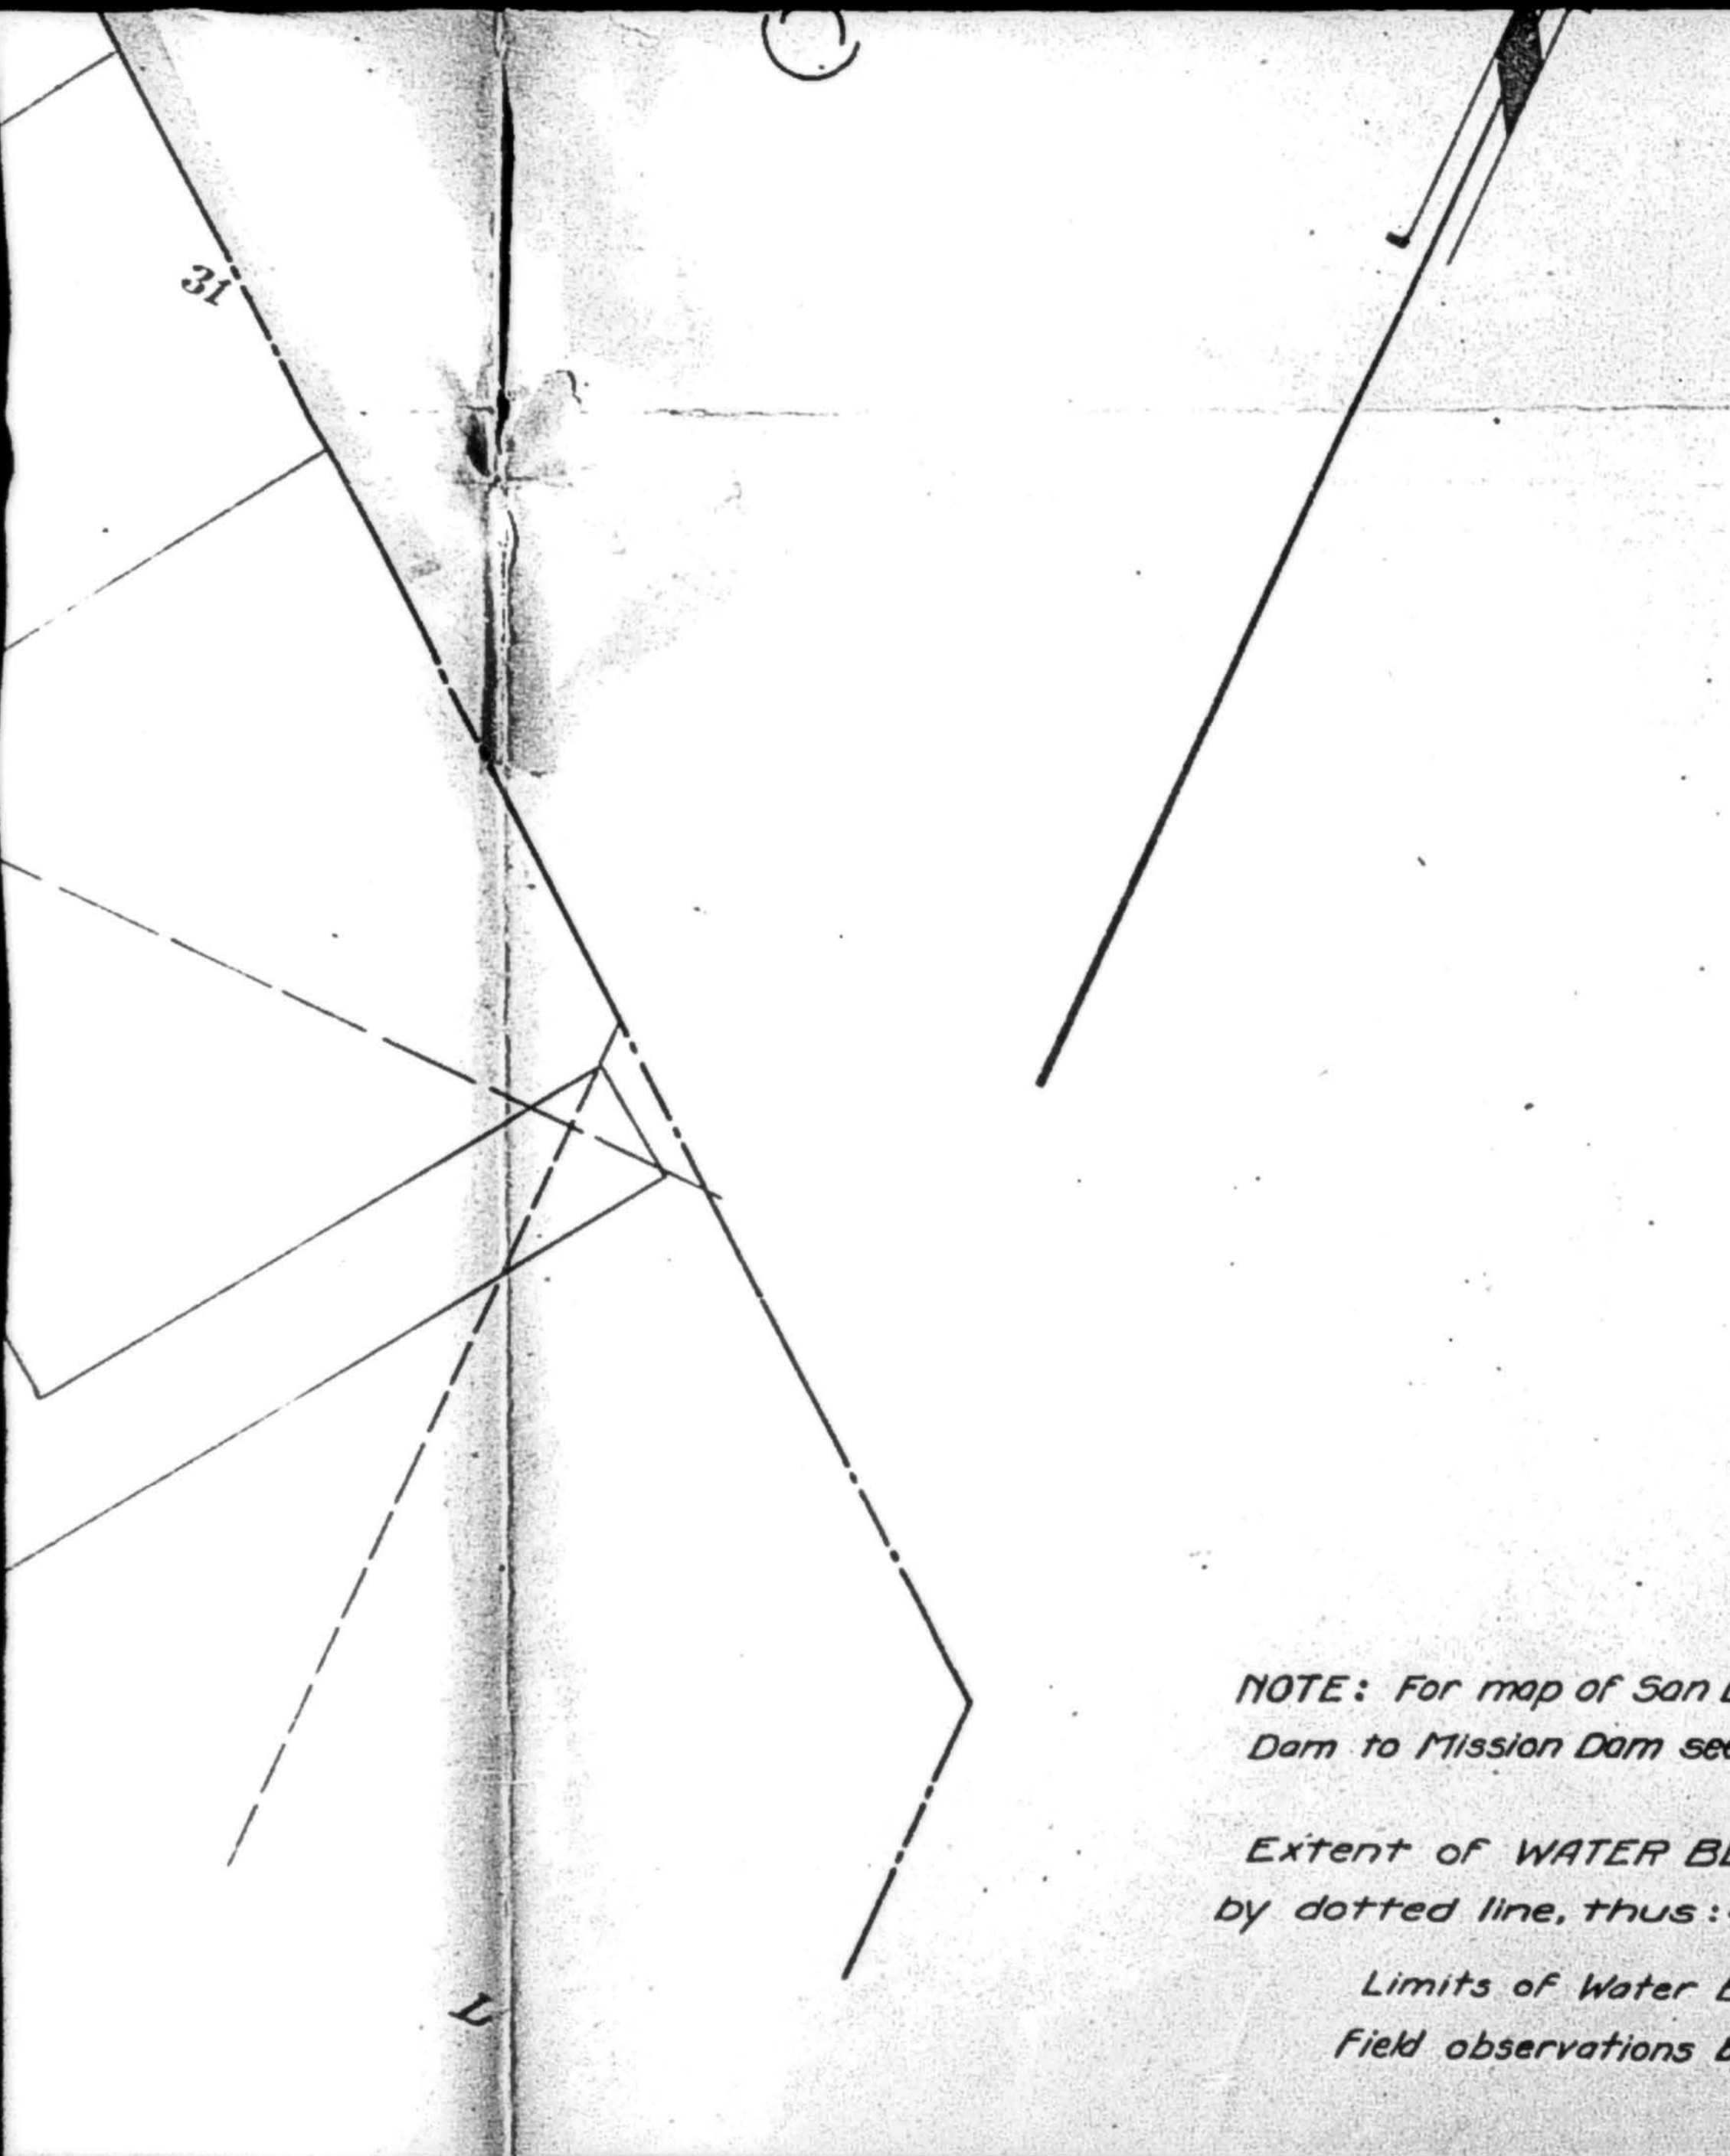 31
NOTE: For map of San
Dam to Mission Dam see
Extent of WATER
by dotted line, thus:
Limits of Water
Field observations
L